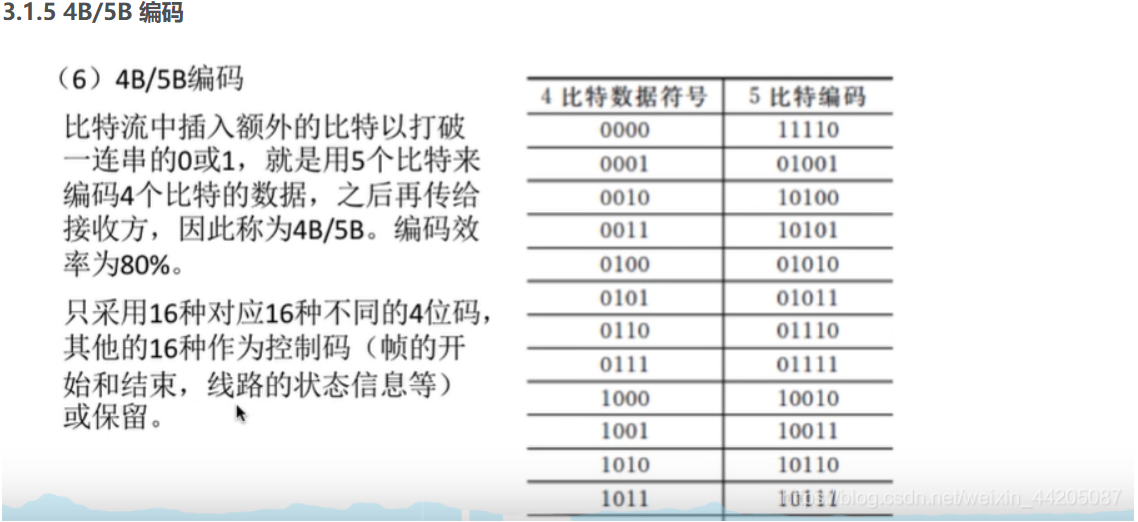 3.1.5 4B/5B 编码
（6）4B/5B编码
比特流中插入额外的比特以打破
一连串的0或1，就是用5个比特来
编码4个比特的数据，之后再传给
接收方，因此称为4B/5B。编码效
率为80%。
只采用16种对应16种不同的4位码，
其他的16种作为控制码（帧的开
始和结束，线路的状态信息等）
或保留。
4 比特数据符号 5 比特编码
0000 11110
0001 01001
0010 10100
0011 10101
0100 01010
0101 01011
0110 01110
0111 01111
1000 10010
1001 10011
1010 10110
1011 10111
https://blog.csdn.net/weixin_44205087